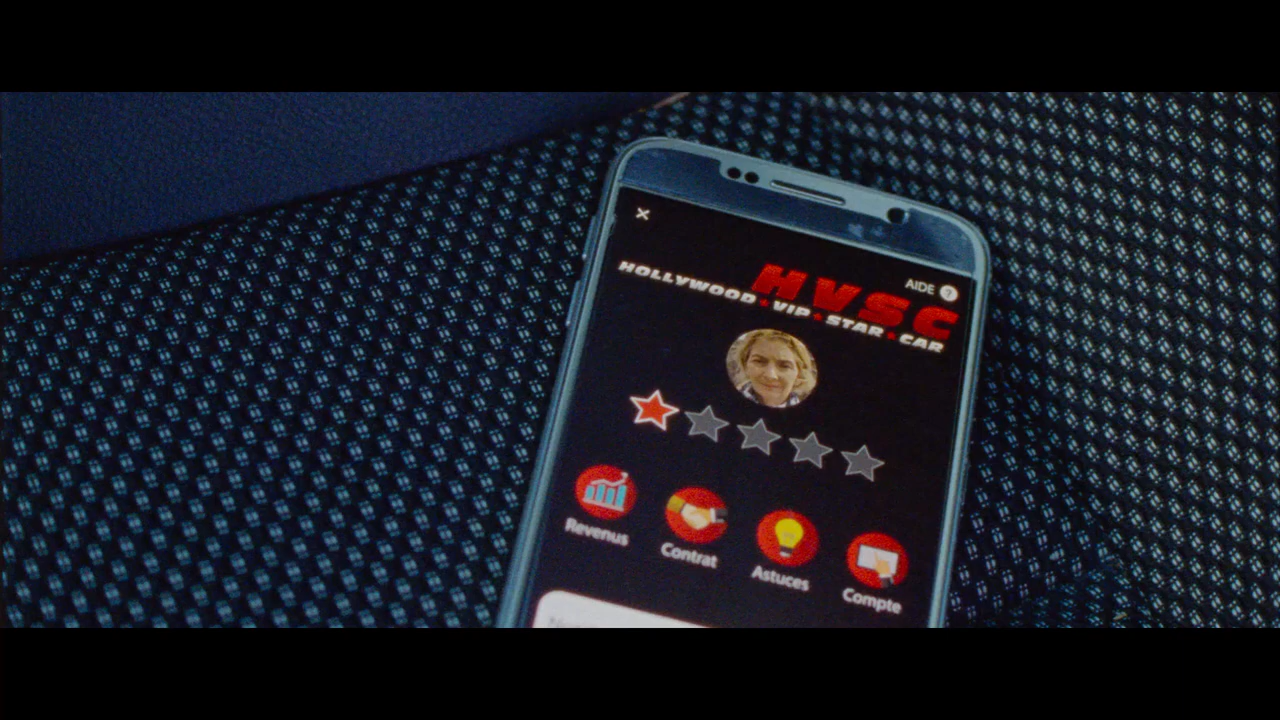 AIDE ?
HVSC
HOLLYWOOD ★ VIP ★ STAR ★ CAR
Revenus
Contrat
Astuces
Compte